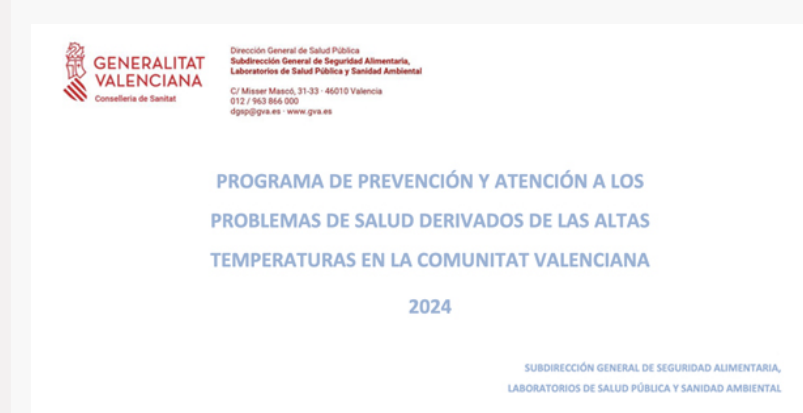 GENERALITAT
VALENCIANA
Conselleria de Sanitat
Dirección General de Salud Pública
Subdirección General de Seguridad Alimentaria,
Laboratorios de Salud Pública y Sanidad Ambiental
C/ Misser Mascó, 31-33 - 46010 Valencia
012 / 963 866 000
dgsp@gva.es · www.gva.es
PROGRAMA DE PREVENCIÓN Y ATENCIÓN A LOS
PROBLEMAS DE SALUD DERIVADOS DE LAS ALTAS
TEMPERATURAS EN LA COMUNITAT VALENCIANA
2024
SUBDIRECCIÓN GENERAL DE SEGURIDAD ALIMENTARIA,
LABORATORIOS DE SALUD PÚBLICA Y SANIDAD AMBIENTAL